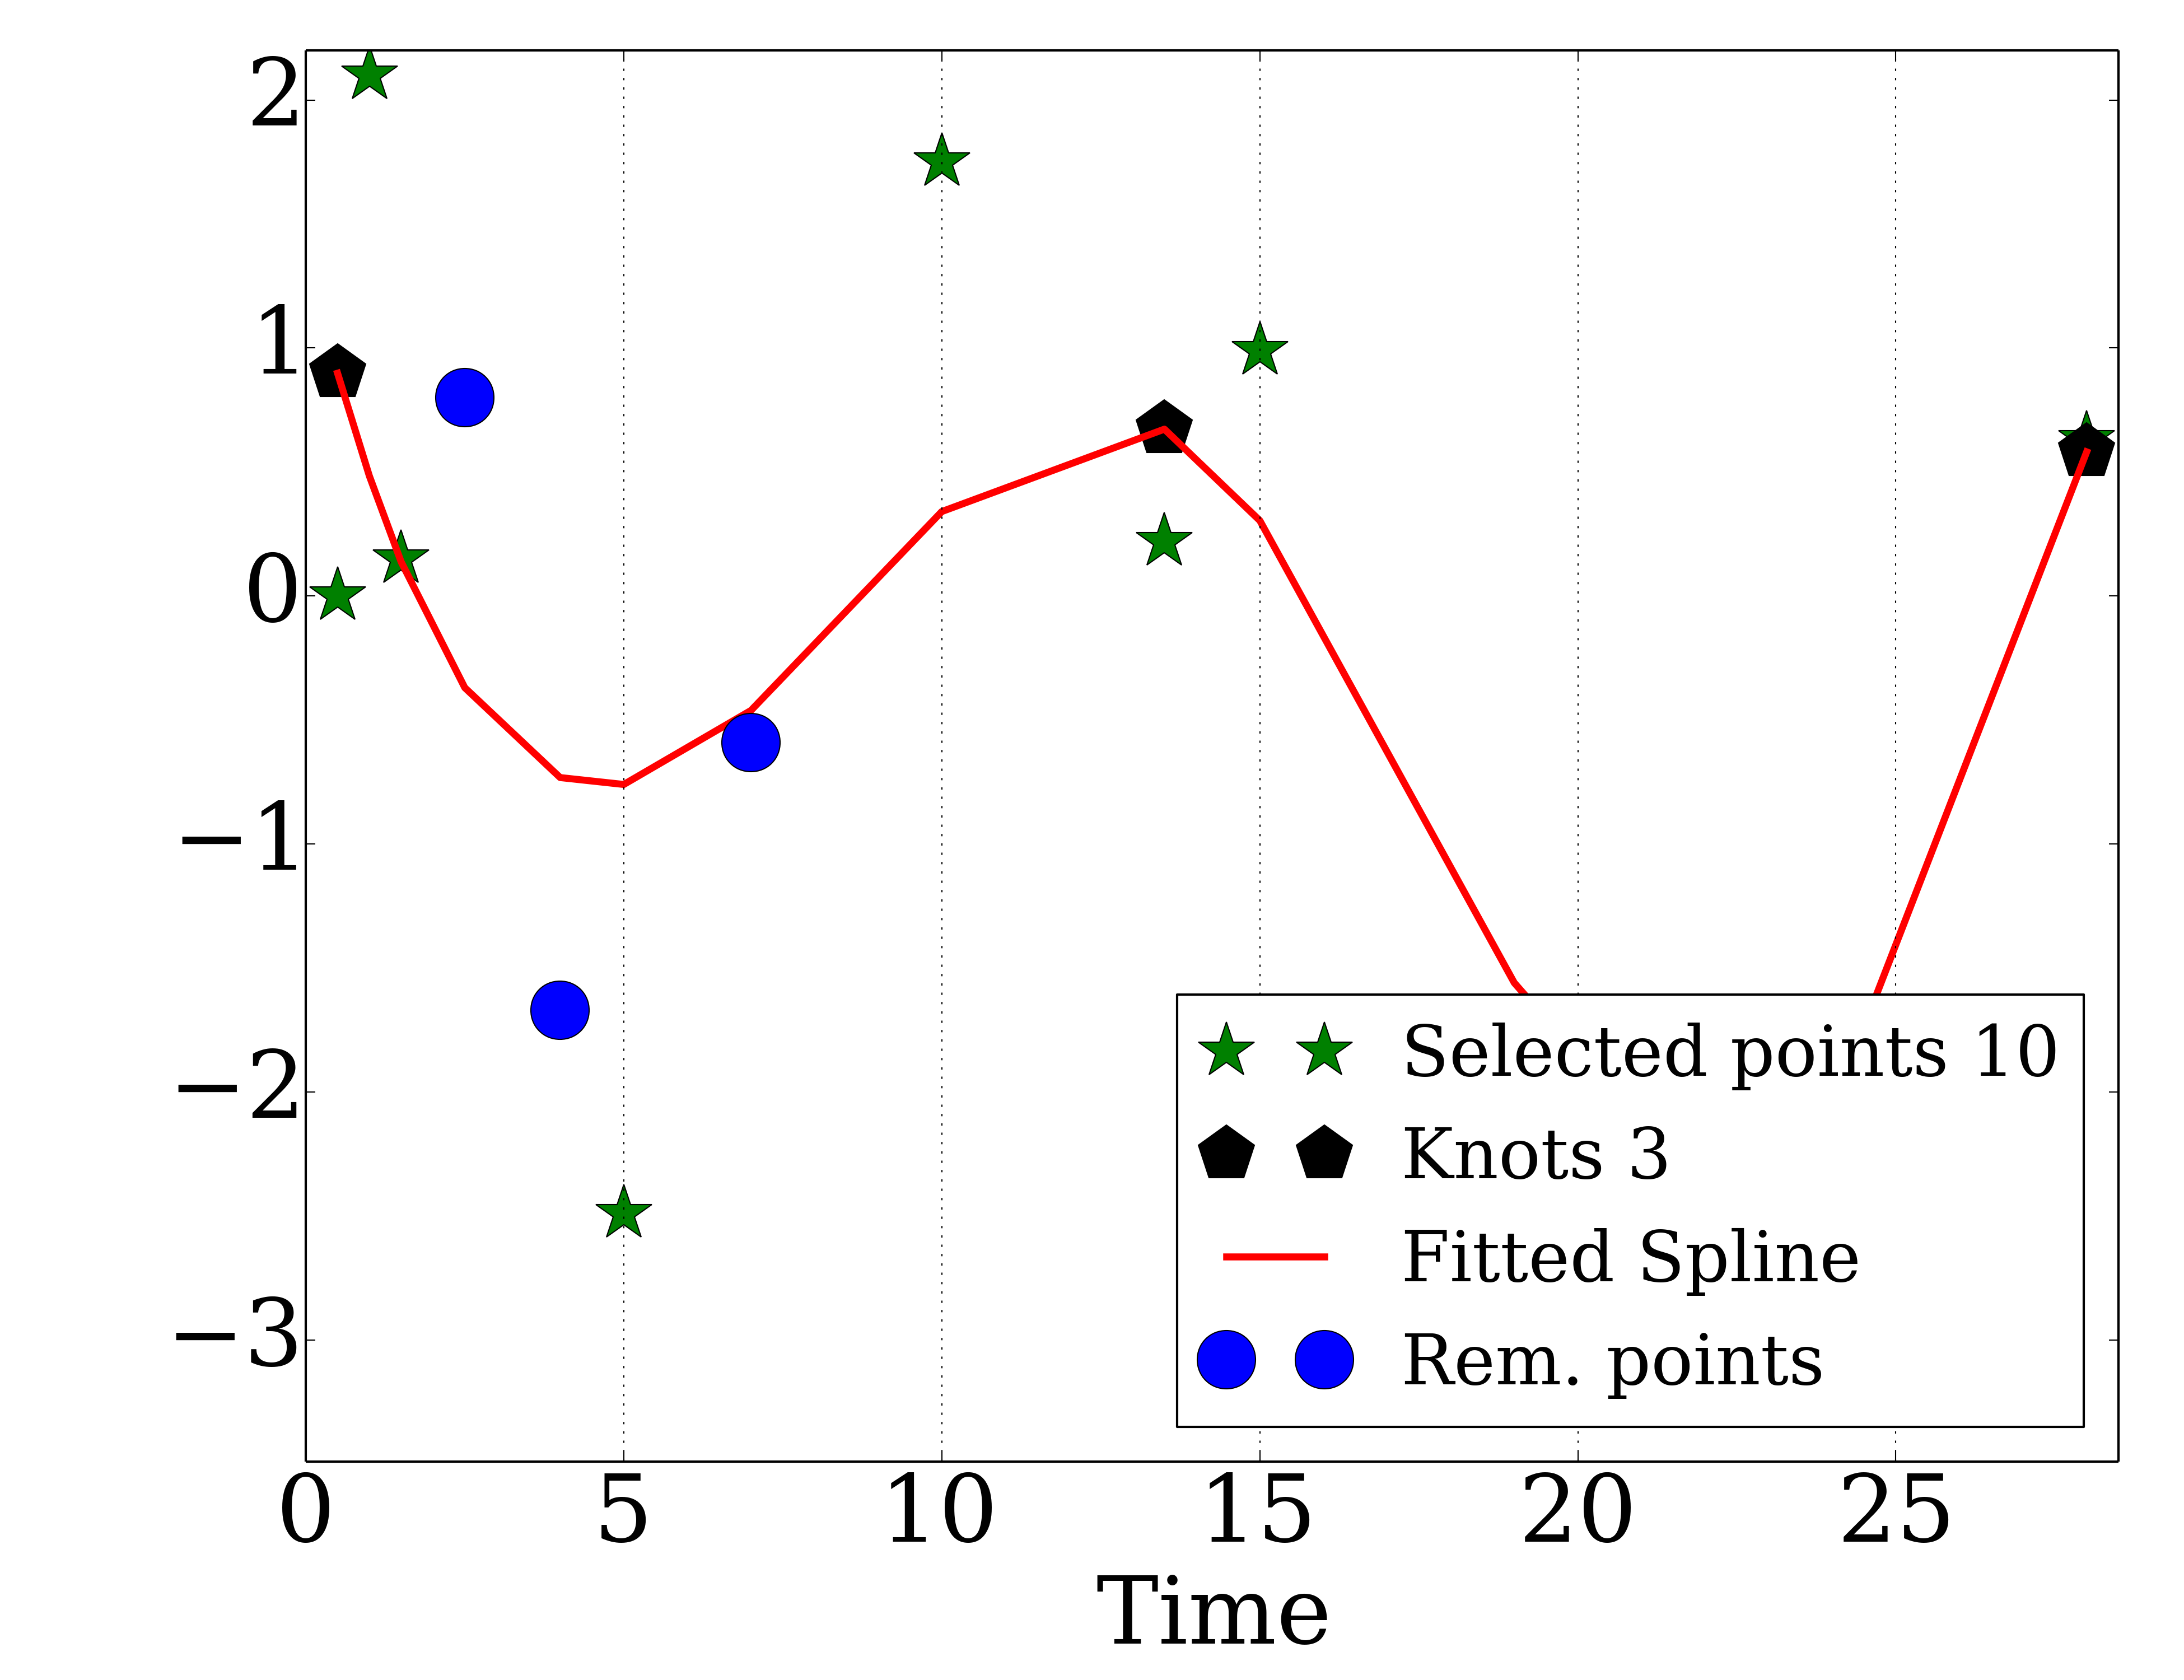 2
1
0
−1
−2
−3
Selected points 10
Knots 3
Fitted Spline
Rem. points
0 5 10 15 20 25
Time